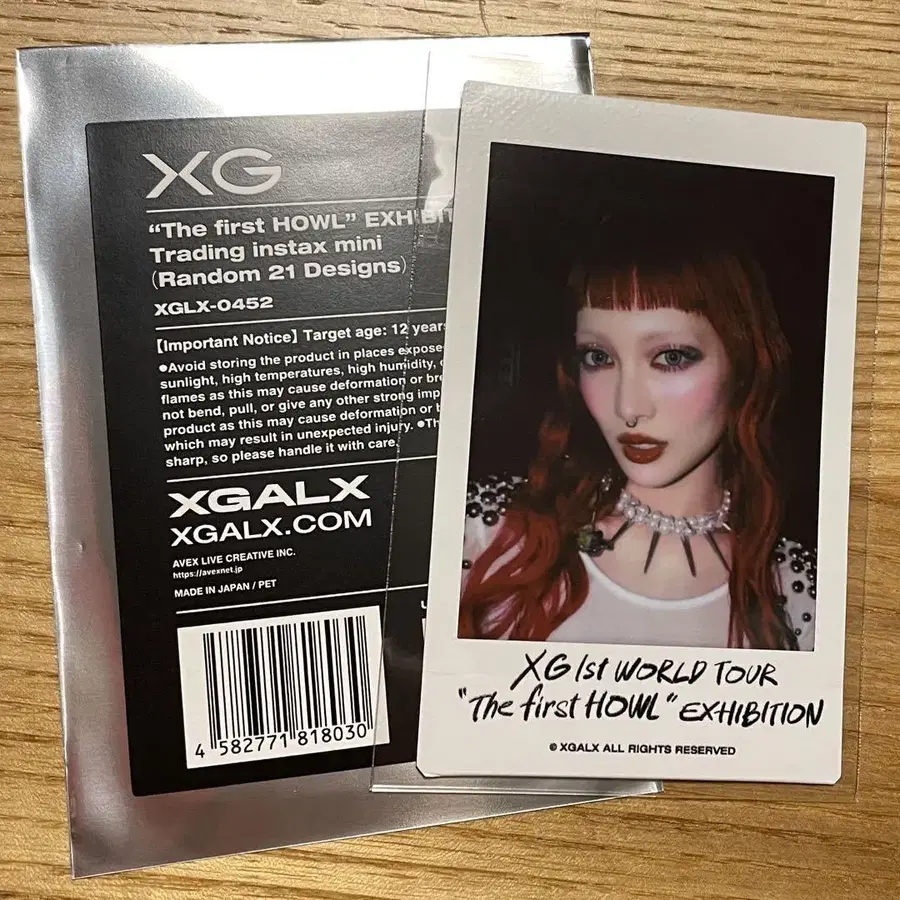 XG
“The first HOWL” EXHIBIT
Trading instax mini
(Random 21 Designs)
XGLX-0452
【Important Notice】 Target age: 12 years
●Avoid storing the product in places expose
sunlight, high temperatures, high humidity,
flames as this may cause deformation or br
not bend, pull, or give any other strong imp
product as this may cause deformation or b
which may result in unexpected injury. ●Th
sharp, so please handle it with care.
XGALX
XGALX.COM
AVEX LIVE CREATIVE INC.
https://avexnet.jp
MADE IN JAPAN / PET
4 582771 818030
XG 1st WORLD TOUR
"The first HOWL" EXHIBITION
© XGALX ALL RIGHTS RESERVED